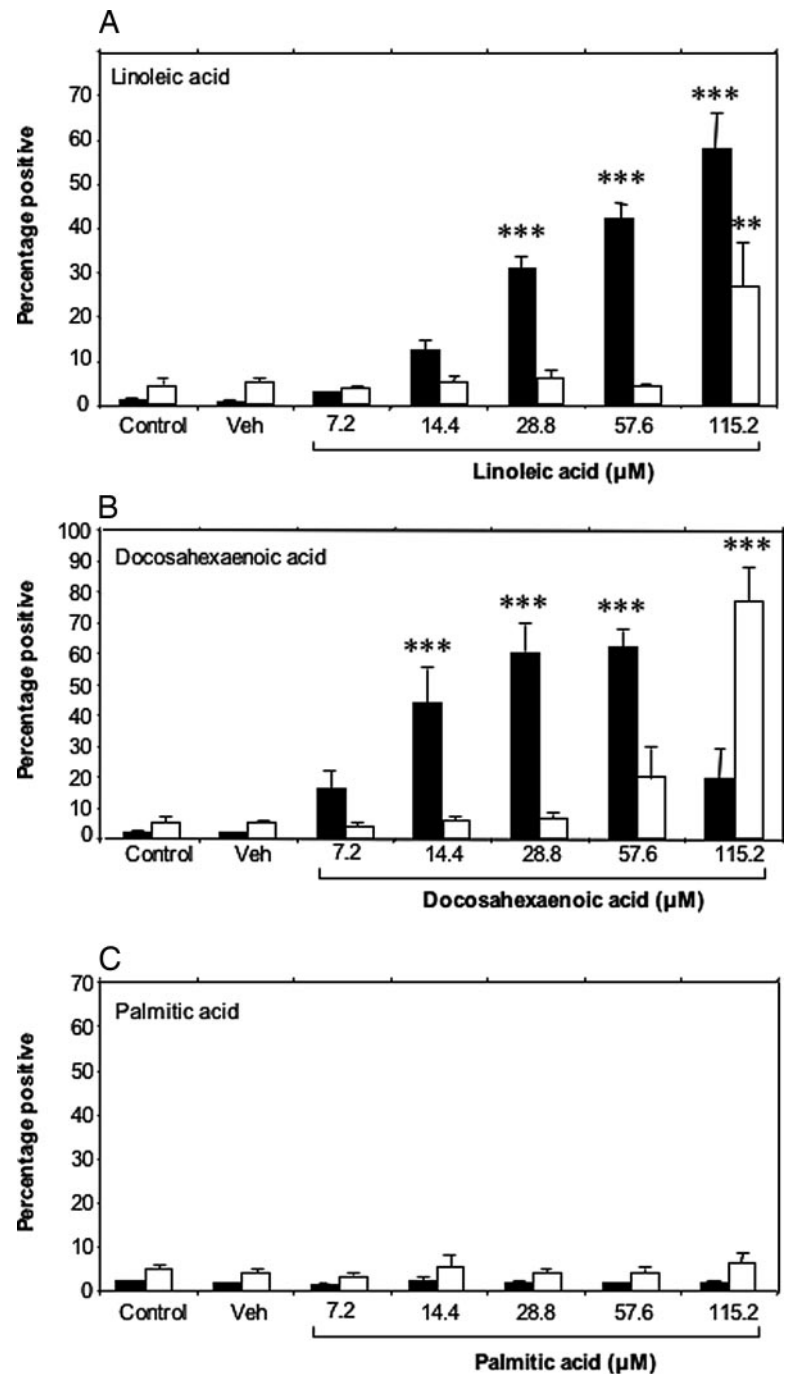 A
Linoleic acid
Percentage positive
70
60
50
40
30
20
10
0
***
***
***
**
Control Veh 7.2 14.4 28.8 57.6 115.2
Linoleic acid (µM)
B
Docosahexaenoic acid
Percentage positive
100
90
80
70
60
50
40
30
20
10
0
***
***
***
***
Control Veh 7.2 14.4 28.8 57.6 115.2
Docosahexaenoic acid (µM)
C
Palmitic acid
Percentage positive
70
60
50
40
30
20
10
0
Control Veh 7.2 14.4 28.8 57.6 115.2
Palmitic acid (µM)